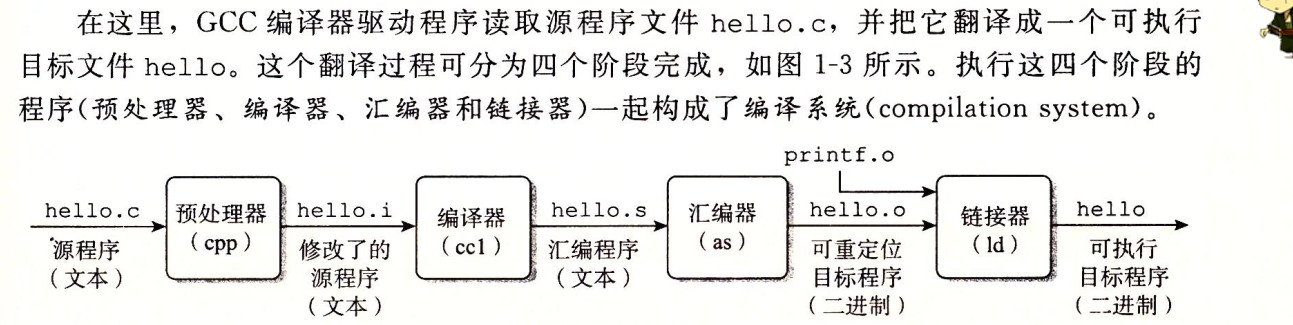 在这里，GCC 编译器驱动程序读取源程序文件 hello.c，并把它翻译成一个可执行
目标文件 hello。这个翻译过程可分为四个阶段完成，如图 1-3 所示。执行这四个阶段的
程序(预处理器、编译器、汇编器和链接器)一起构成了编译系统(compilation system)。
printf.o
hello.c
预处理器
(cpp)
hello.i
编译器
(cc1)
hello.s
汇编器
(as)
hello.o
链接器
(ld)
hello
源程序
(文本)
修改了的
源程序
(文本)
汇编程序
(文本)
可重定位
目标程序
(二进制)
可执行
目标程序
(二进制)